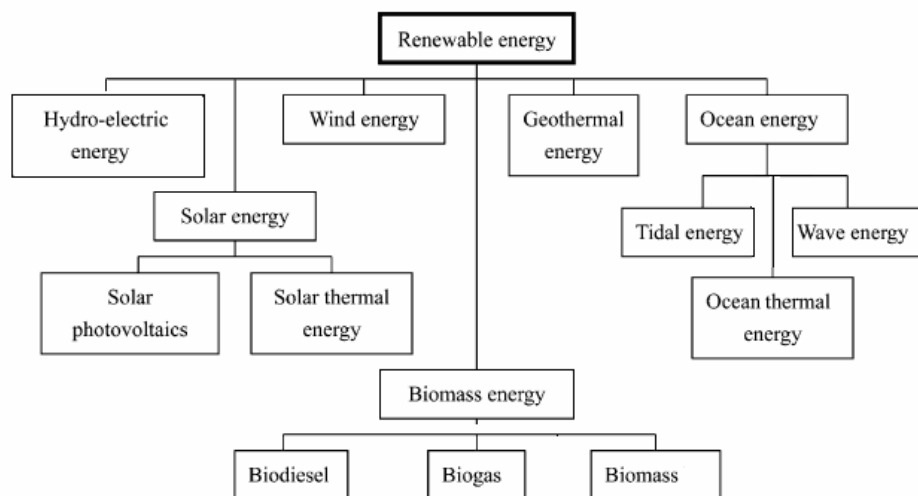 Renewable energy
Hydro-electric
energy
Wind energy
Geothermal
energy
Ocean energy
Solar energy
Tidal energy
Wave energy
Solar
photovoltaics
Solar thermal
energy
Ocean thermal
energy
Biomass energy
Biodiesel
Biogas
Biomass